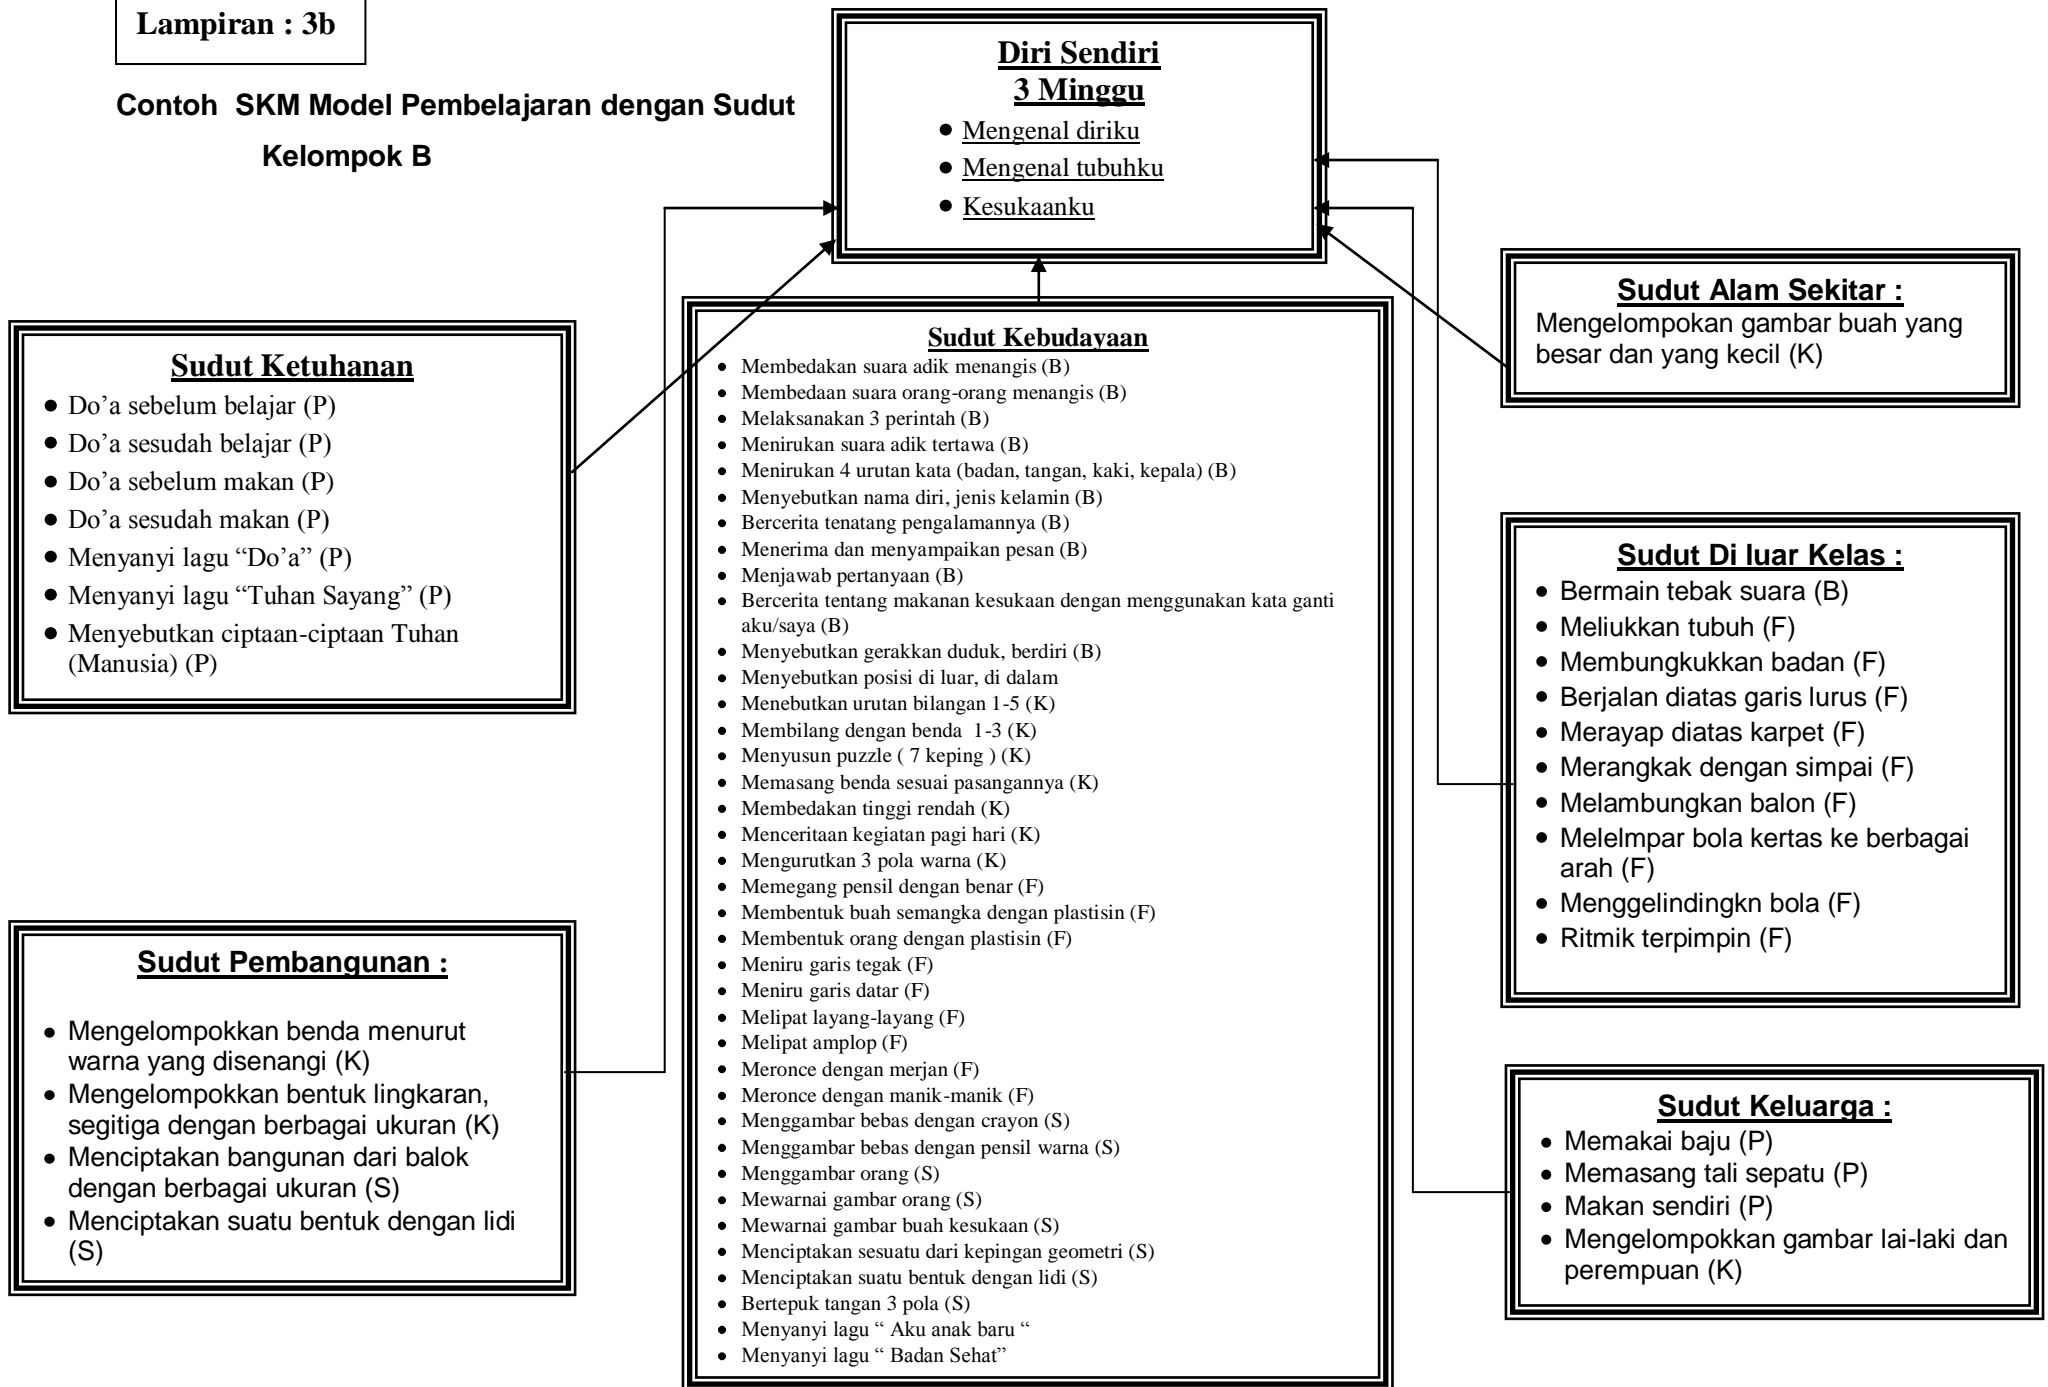 Lampiran : 3b
Contoh  SKM Model Pembelajaran dengan Sudut
Kelompok B
Diri Sendiri
3 Minggu
● Mengenal diriku
● Mengenal tubuhku
● Kesukaanku
Sudut Ketuhanan
● Do’a sebelum belajar (P)
● Do’a sesudah belajar (P)
● Do’a sebelum makan (P)
● Do’a sesudah makan (P)
● Menyanyi lagu “Do’a” (P)
● Menyanyi lagu “Tuhan Sayang” (P)
● Menyebutkan ciptaan-ciptaan Tuhan
(Manusia) (P)
Sudut Pembangunan :
● Mengelompokkan benda menurut
warna yang disenangi (K)
● Mengelompokkan bentuk lingkaran,
segitiga dengan berbagai ukuran (K)
● Menciptakan bangunan dari balok
dengan berbagai ukuran (S)
● Menciptakan suatu bentuk dengan lidi
(S)
Sudut Kebudayaan
● Membedakan suara adik menangis (B)
● Membedaan suara orang-orang menangis (B)
● Melaksanakan 3 perintah (B)
● Menirukan suara adik tertawa (B)
● Menirukan 4 urutan kata (badan, tangan, kaki, kepala) (B)
● Menyebutkan nama diri, jenis kelamin (B)
● Bercerita tenatang pengalamannya (B)
● Menerima dan menyampaikan pesan (B)
● Menjawab pertanyaan (B)
● Bercerita tentang makanan kesukaan dengan menggunakan kata ganti
aku/saya (B)
● Menyebutkan gerakkan duduk, berdiri (B)
● Menyebutkan posisi di luar, di dalam
● Menebutkan urutan bilangan 1-5 (K)
● Membilang dengan benda  1-3 (K)
● Menyusun puzzle ( 7 keping ) (K)
● Memasang benda sesuai pasangannya (K)
● Membedakan tinggi rendah (K)
● Menceritaan kegiatan pagi hari (K)
● Mengurutkan 3 pola warna (K)
● Memegang pensil dengan benar (F)
● Membentuk buah semangka dengan plastisin (F)
● Membentuk orang dengan plastisin (F)
● Meniru garis tegak (F)
● Meniru garis datar (F)
● Melipat layang-layang (F)
● Melipat amplop (F)
● Meronce dengan merjan (F)
● Meronce dengan manik-manik (F)
● Menggambar bebas dengan crayon (S)
● Menggambar bebas dengan pensil warna (S)
● Menggambar orang (S)
● Mewarnai gambar orang (S)
● Mewarnai gambar buah kesukaan (S)
● Menciptakan sesuatu dari kepingan geometri (S)
● Menciptakan suatu bentuk dengan lidi (S)
● Bertepuk tangan 3 pola (S)
● Menyanyi lagu “ Aku anak baru “
● Menyanyi lagu “ Badan Sehat”
Sudut Alam Sekitar :
Mengelompokan gambar buah yang
besar dan yang kecil (K)
Sudut Di luar Kelas :
● Bermain tebak suara (B)
● Meliukkan tubuh (F)
● Membungkukkan badan (F)
● Berjalan diatas garis lurus (F)
● Merayap diatas karpet (F)
● Merangkak dengan simpai (F)
● Melambungkan balon (F)
● Melelmpar bola kertas ke berbagai
arah (F)
● Menggelindingkn bola (F)
● Ritmik terpimpin (F)
Sudut Keluarga :
● Memakai baju (P)
● Memasang tali sepatu (P)
● Makan sendiri (P)
● Mengelompokkan gambar lai-laki dan
perempuan (K)